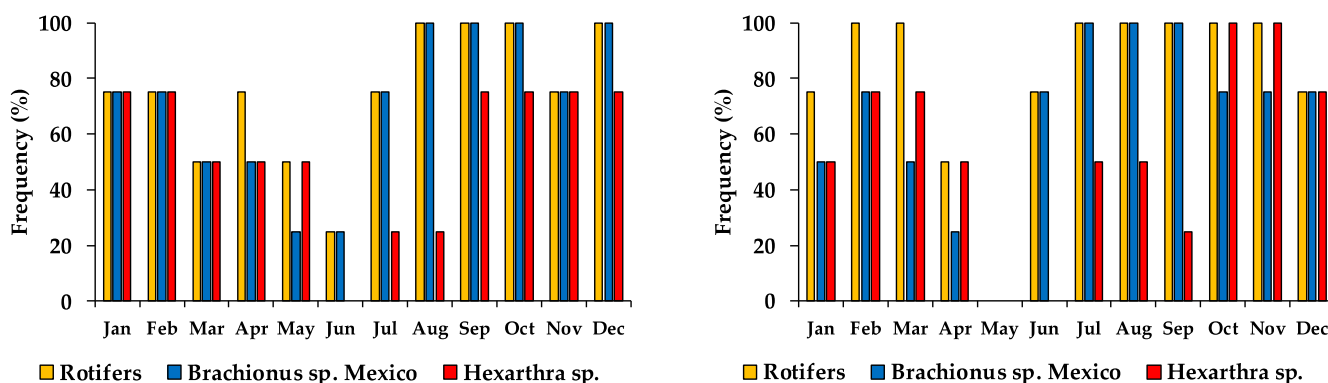 Frequency (%)
100
80
60
40
20
0
Jan Feb Mar Apr May Jun Jul Aug Sep Oct Nov Dec
Rotifers Brachionus sp. Mexico Hexarthra sp.
Frequency (%)
100
80
60
40
20
0
Jan Feb Mar Apr May Jun Jul Aug Sep Oct Nov Dec
Rotifers Brachionus sp. Mexico Hexarthra sp.